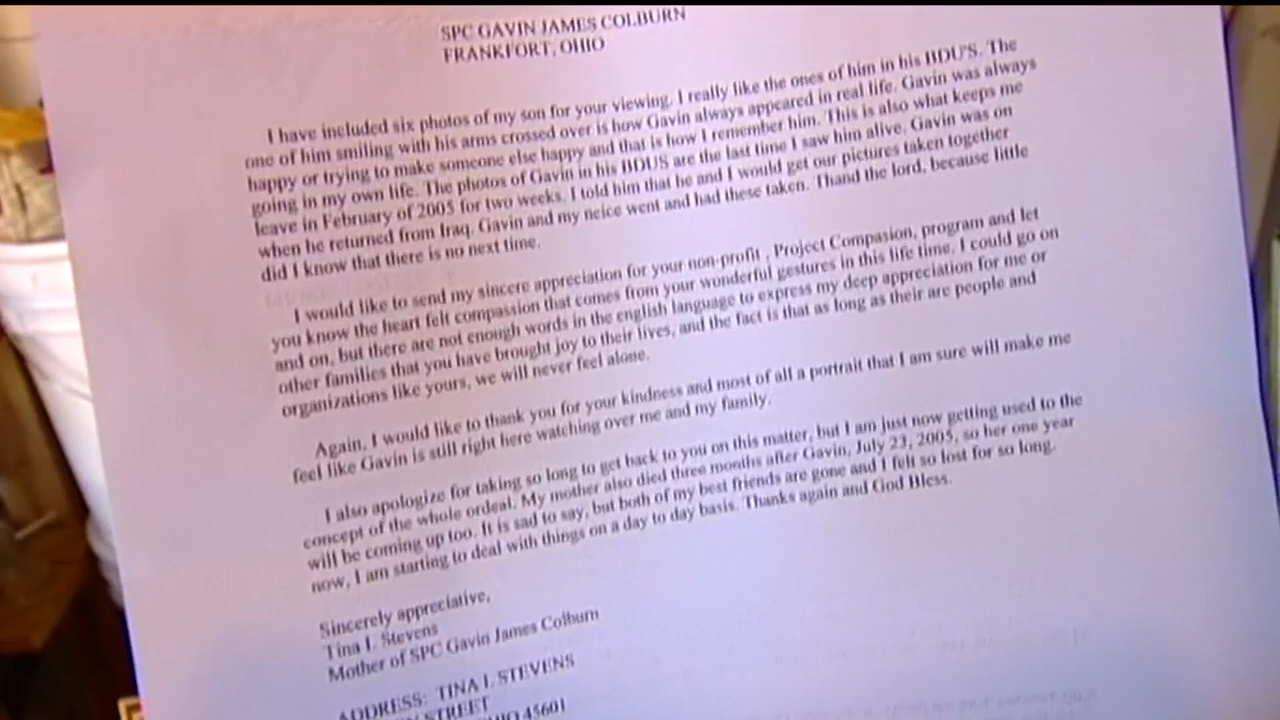 SPC GAVIN JAMES COLBURN
FRANKFORT, OHIO
I have included six photos of my son for your viewing. I really like the ones of him in his BDU'S. The
one of him smiling with his arms crossed over is how Gavin always appeared in real life. Gavin was always
happy or trying to make someone else happy and that is how I remember him. This is also what keeps me
going in my own life. The photos of Gavin in his BDUS are the last time I saw him alive. Gavin was on
leave in February of 2005 for two weeks. I told him that he and I would get our pictures taken together
when he returned from Iraq. Gavin and my neice went and had these taken. Thand the lord, because little
did I know that there is no next time.
I would like to send my sincere appreciation for your non-profit , Project Compasion, program and let
you know the heart felt compassion that comes from your wonderful gestures in this life time. I could go on
and on, but there are not enough words in the english language to express my deep appreciation for me or
other families that you have brought joy to their lives, and the fact is that as long as their are people and
organizations like yours, we will never feel alone.
Again, I would like to thank you for your kindness and most of all a portrait that I am sure will make me
feel like Gavin is still right here watching over me and my family.
I also apologize for taking so long to get back to you on this matter, but I am just now getting used to the
concept of the whole ordeal. My mother also died three months after Gavin, July 23, 2005, so her one year
will be coming up too. It is sad to say, but both of my best friends are gone and I felt so lost for so long.
now, I am starting to deal with things on a day to day basis. Thanks again and God Bless.
Sincerely appreciative,
Tina I. Stevens
Mother of SPC Gavin James Colburn
ADDRESS: TINA I. STEVENS
STREET
45601